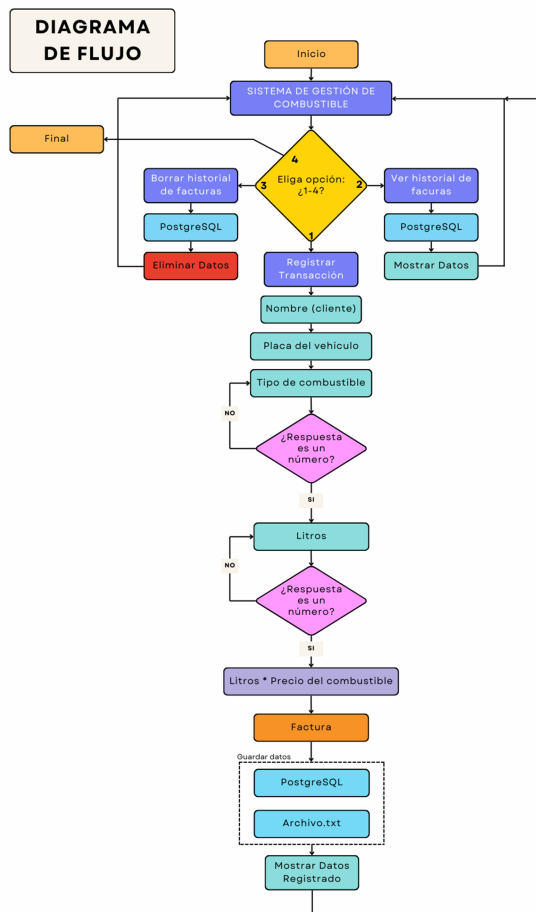 DIAGRAMA
DE FLUJO
Inicio
SISTEMA DE GESTIÓN DE
COMBUSTIBLE
Final
4
Borrar historial
de facturas
3
Eliga opción:
¿1-4?
2
Ver historial de
facuras
PostgreSQL
PostgreSQL
1
Eliminar Datos
Registrar
Transacción
Mostrar Datos
Nombre (cliente)
Placa del vehículo
Tipo de combustible
NO
¿Respuesta
es un
número?
SI
Litros
NO
¿Respuesta
es un
número?
SI
Litros * Precio del combustible
Factura
Guardar datos
PostgreSQL
Archivo.txt
Mostrar Datos
Registrado